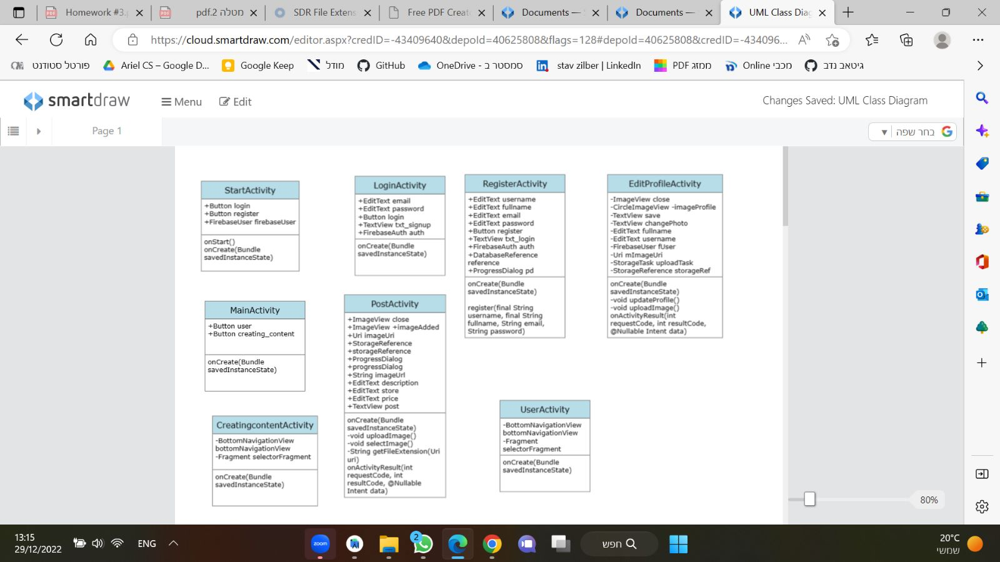 Homework #3.p
מטלה 2.pdf
SDR File Extens
Free PDF Creat
Documents —
Documents —
UML Class Diag
https://cloud.smartdraw.com/editor.aspx?credID=-43409640&depoId=40625808&flags=128#depoId=40625808&credID=-434096...
פורטל סטודנט
Ariel CS – Google D...
Google Keep
מודל
GitHub
OneDrive - סמסטר ב
stav zilber | LinkedIn
ממזג PDF
מכבי Online
גיטאב נדב
smartdraw
Menu
Edit
Changes Saved: UML Class Diagram
Page 1
בחר שפה
StartActivity
+Button login
+Button register
+FirebaseUser firebaseUser
onStart()
onCreate(Bundle
savedInstanceState)
LoginActivity
+EditText email
+EditText password
+Button login
+TextView txt_signup
+FirebaseAuth auth
onCreate(Bundle
savedInstanceState)
RegisterActivity
+EditText username
+EditText fullname
+EditText email
+EditText password
+Button register
+TextView txt_login
+FirebaseAuth auth
+DatabaseReference
reference
+ProgressDialog pd
onCreate(Bundle
savedInstanceState)
register(final String
username, final String
fullname, String email,
String password)
EditProfileActivity
-ImageView close
-CircleImageView -imageProfile
-TextView save
-TextView changePhoto
-EditText fullname
-EditText username
-FirebaseUser fUser
-Uri mImageUri
-StorageTask uploadTask
-StorageReference storageRef
onCreate(Bundle
savedInstanceState)
-void updateProfile()
-void uploadImage()
onActivityResult(int
requestCode, int resultCode,
@Nullable Intent data)
MainActivity
+Button user
+Button creating_content
onCreate(Bundle
savedInstanceState)
PostActivity
+ImageView close
+ImageView +imageAdded
+Uri imageUri
+StorageReference
+storageReference
+ProgressDialog
+progressDialog
+String imageUrl
+EditText description
+EditText store
+EditText price
+TextView post
onCreate(Bundle
savedInstanceState)
-void uploadImage()
-void selectImage()
-String getFileExtension(Uri
uri)
onActivityResult(int
requestCode, int
resultCode, @Nullable
Intent data)
CreatingcontentActivity
-BottomNavigationView
bottomNavigationView
-Fragment selectorFragment
onCreate(Bundle
savedInstanceState)
UserActivity
-BottomNavigationView
bottomNavigationView
-Fragment
selectorFragment
onCreate(Bundle
savedInstanceState)
80%
13:15
29/12/2022
ENG
zoom
2
חפש
20°C
שמשי